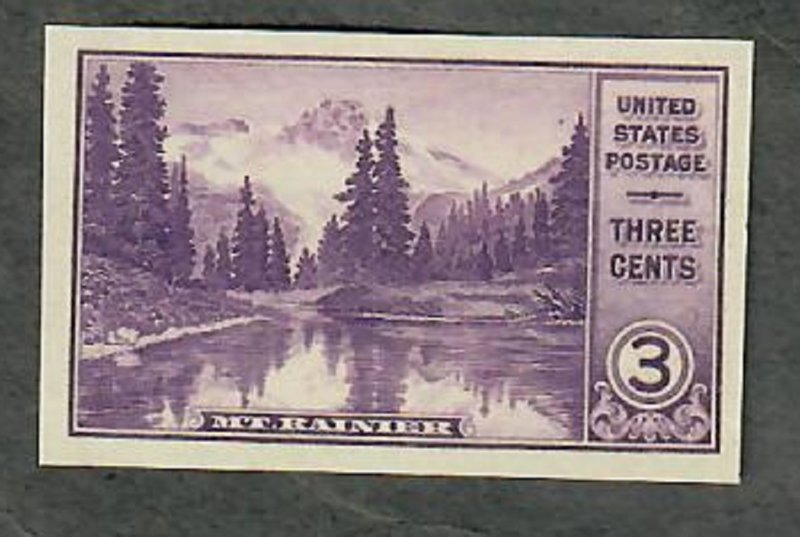 UNITED
STATES
POSTAGE
THREE
CENTS
3
MT. RAINIER